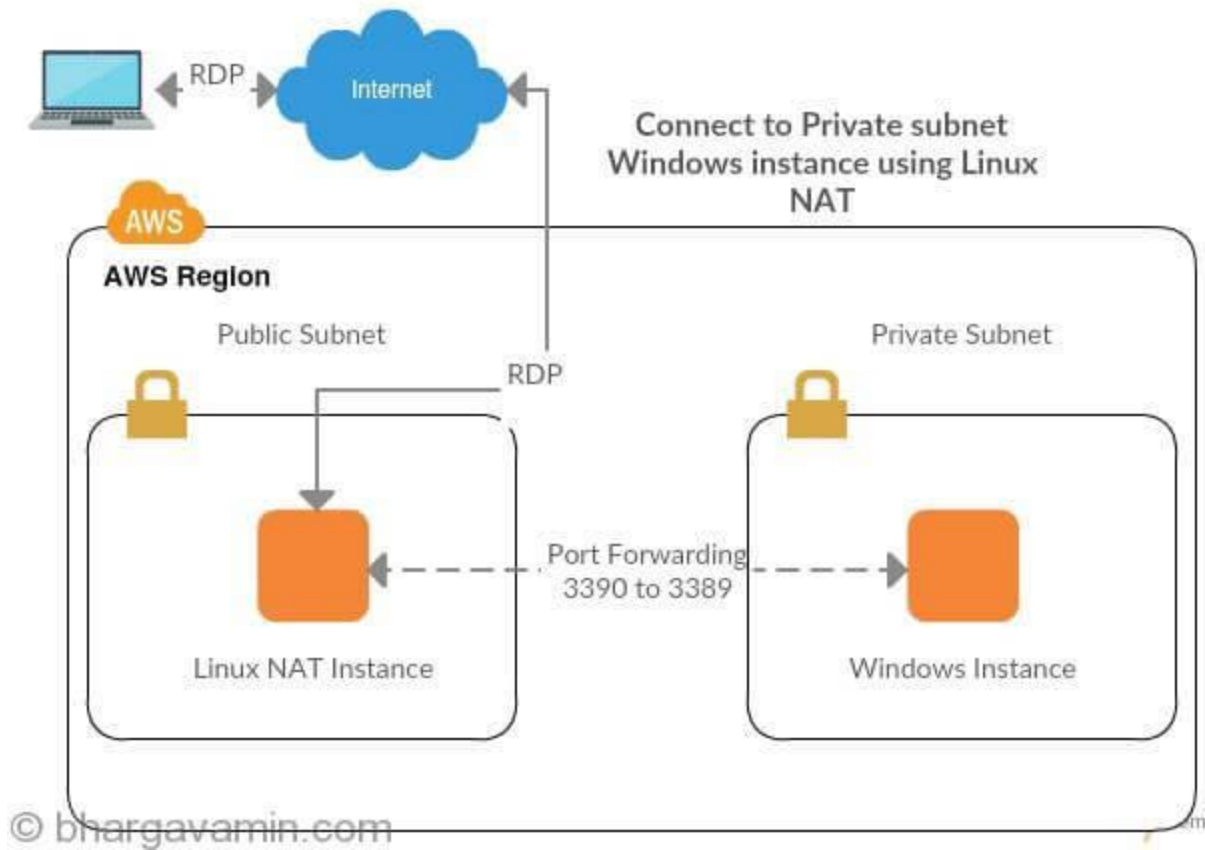 RDP
Internet
Connect to Private subnet
Windows instance using Linux
NAT
AWS
AWS Region
Public Subnet
Private Subnet
RDP
Port Forwarding
3390 to 3389
Linux NAT Instance
Windows Instance
© bhargavamin.com